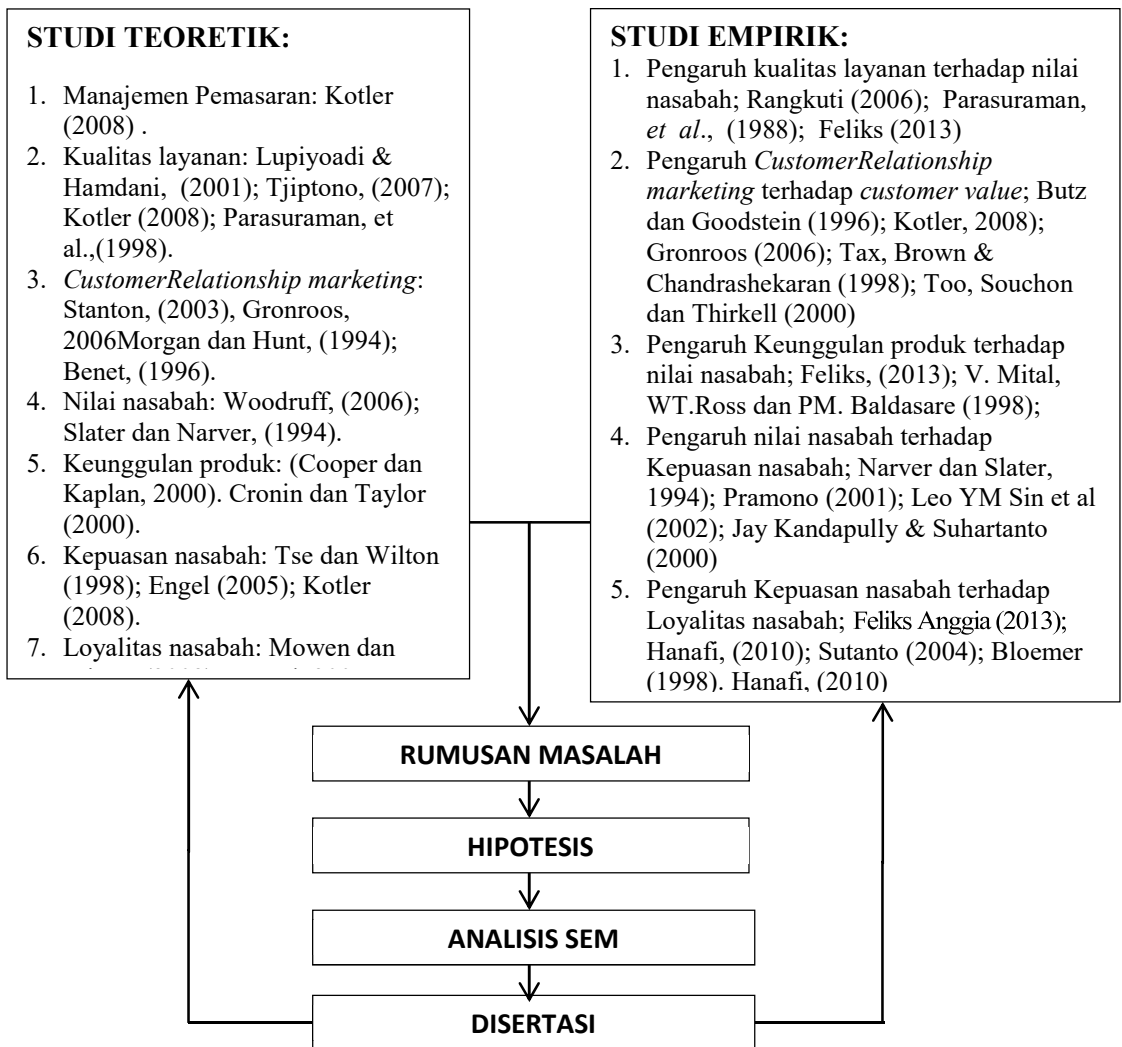 STUDI TEORETIK:
1. Manajemen Pemasaran: Kotler
(2008) .
2. Kualitas layanan: Lupiyoadi &
Hamdani, (2001); Tjiptono, (2007);
Kotler (2008); Parasuraman, et
al.,(1998).
3. CustomerRelationship marketing:
Stanton, (2003), Gronroos,
2006Morgan dan Hunt, (1994);
Benet, (1996).
4. Nilai nasabah: Woodruff, (2006);
Slater dan Narver, (1994).
5. Keunggulan produk: (Cooper dan
Kaplan, 2000). Cronin dan Taylor
(2000).
6. Kepuasan nasabah: Tse dan Wilton
(1998); Engel (2005); Kotler
(2008).
7. Loyalitas nasabah: Mowen dan
STUDI EMPIRIK:
1. Pengaruh kualitas layanan terhadap nilai
nasabah; Rangkuti (2006); Parasuraman,
et al., (1988); Feliks (2013)
2. Pengaruh CustomerRelationship
marketing terhadap customer value; Butz
dan Goodstein (1996); Kotler, 2008);
Gronroos (2006); Tax, Brown &
Chandrashekaran (1998); Too, Souchon
dan Thirkell (2000)
3. Pengaruh Keunggulan produk terhadap
nilai nasabah; Feliks, (2013); V. Mital,
WT.Ross dan PM. Baldasare (1998);
4. Pengaruh nilai nasabah terhadap
Kepuasan nasabah; Narver dan Slater,
1994); Pramono (2001); Leo YM Sin et al
(2002); Jay Kandapully & Suhartanto
(2000)
5. Pengaruh Kepuasan nasabah terhadap
Loyalitas nasabah; Feliks Anggia (2013);
Hanafi, (2010); Sutanto (2004); Bloemer
(1998). Hanafi, (2010)
RUMUSAN MASALAH
HIPOTESIS
ANALISIS SEM
DISERTASI